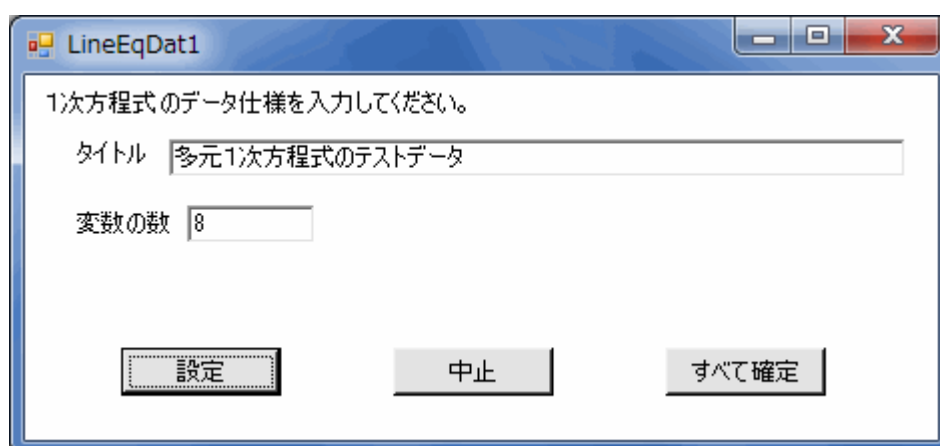 LineEqDat1
1次方程式のデータ仕様を入力してください。
タイトル 多元1次方程式のテストデータ
変数の数 8
設定 中止 すべて確定